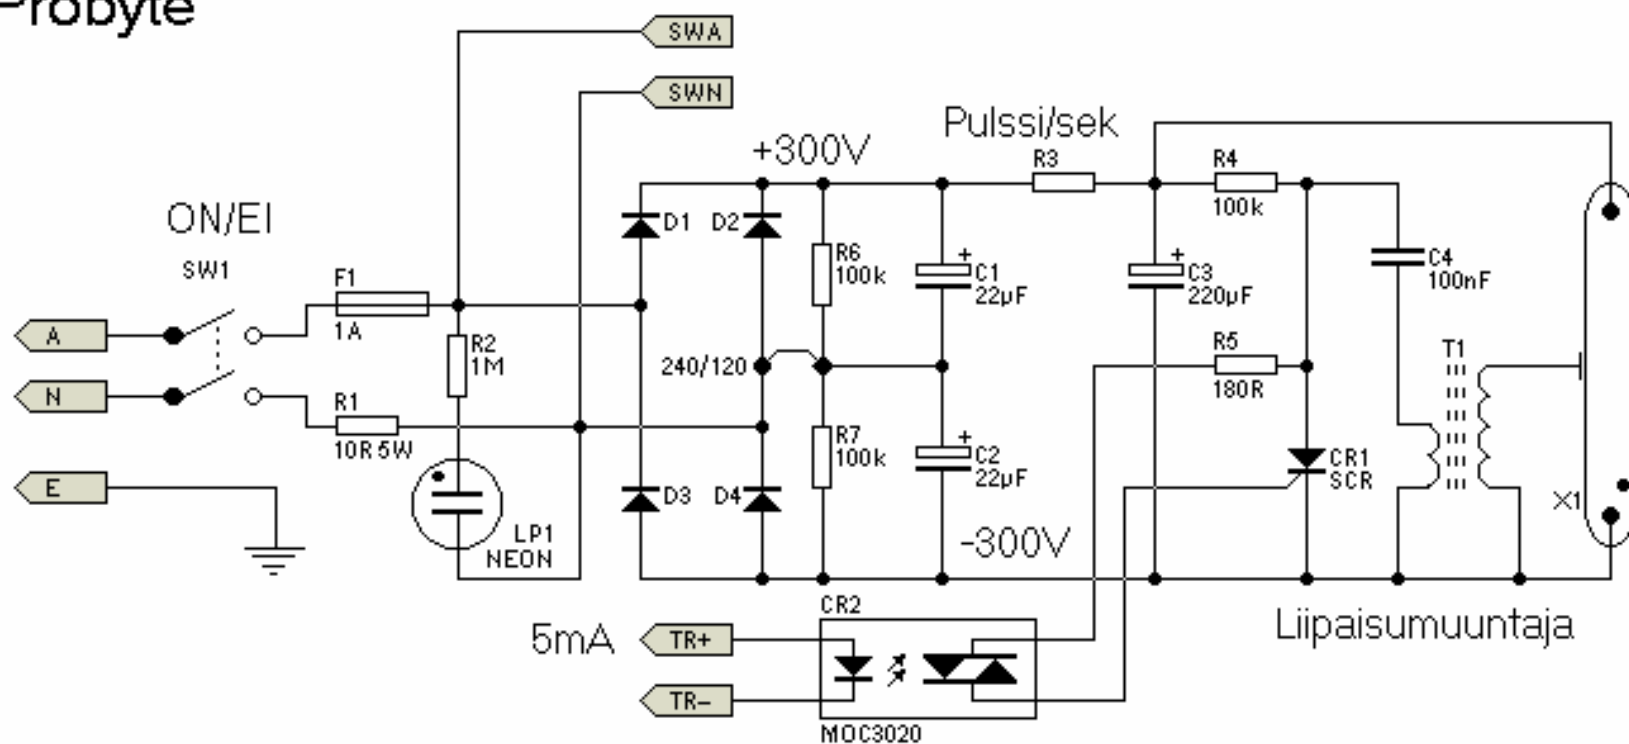 Probyte
SWA
SWN
Pulssi/sek
+300V
R3
R4
100k
ON/EI
SW1
D1
D2
R6
100k
C1
22µF
C3
220µF
C4
100nF
F1
1A
A
R2
1M
240/120
R5
180R
T1
N
R1
10R 5W
R7
100k
C2
22µF
CR1
SCR
E
D3
D4
X1
LP1
NEON
-300V
CR2
5mA
TR+
Liipaisumuuntaja
TR-
MOC3020